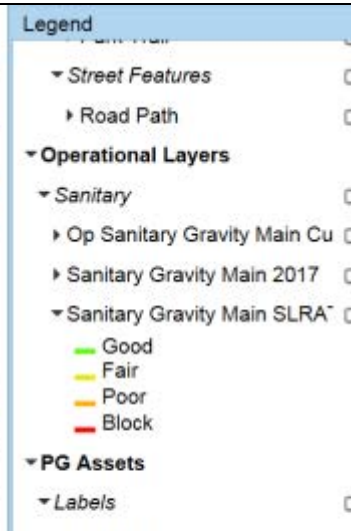 Legend
Street Features
Road Path
Operational Layers
Sanitary
Op Sanitary Gravity Main Cu
Sanitary Gravity Main 2017
Sanitary Gravity Main SLRAT
Good
Fair
Poor
Block
PG Assets
Labels